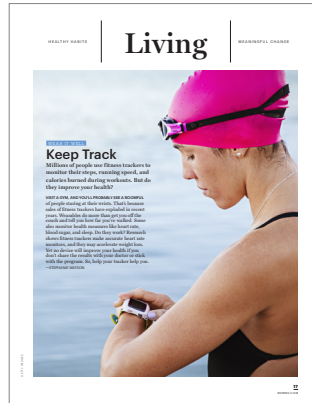 HEALTHY HABITS
Living
MEANINGFUL CHANGE
WEAR IT WELL
Keep Track
Millions of people use fitness trackers to
monitor their steps, running speed, and
calories burned during workouts. But do
they improve your health?
VISIT A GYM, AND YOU'LL PROBABLY SEE A ROOMFUL
of people staring at their wrists. That's because
sales of fitness trackers have exploded in recent
years. Wearables do more than get you off the
couch and tell you how far you've walked. Some
also monitor health measures like heart rate,
blood sugar, and sleep. Do they work? Research
shows fitness trackers make accurate heart rate
monitors, and they may accelerate weight loss.
Yet no device will improve your health if you
don't share the results with your doctor or stick
with the program. So, help your tracker help you.
—STEPHANIE WATSON
17